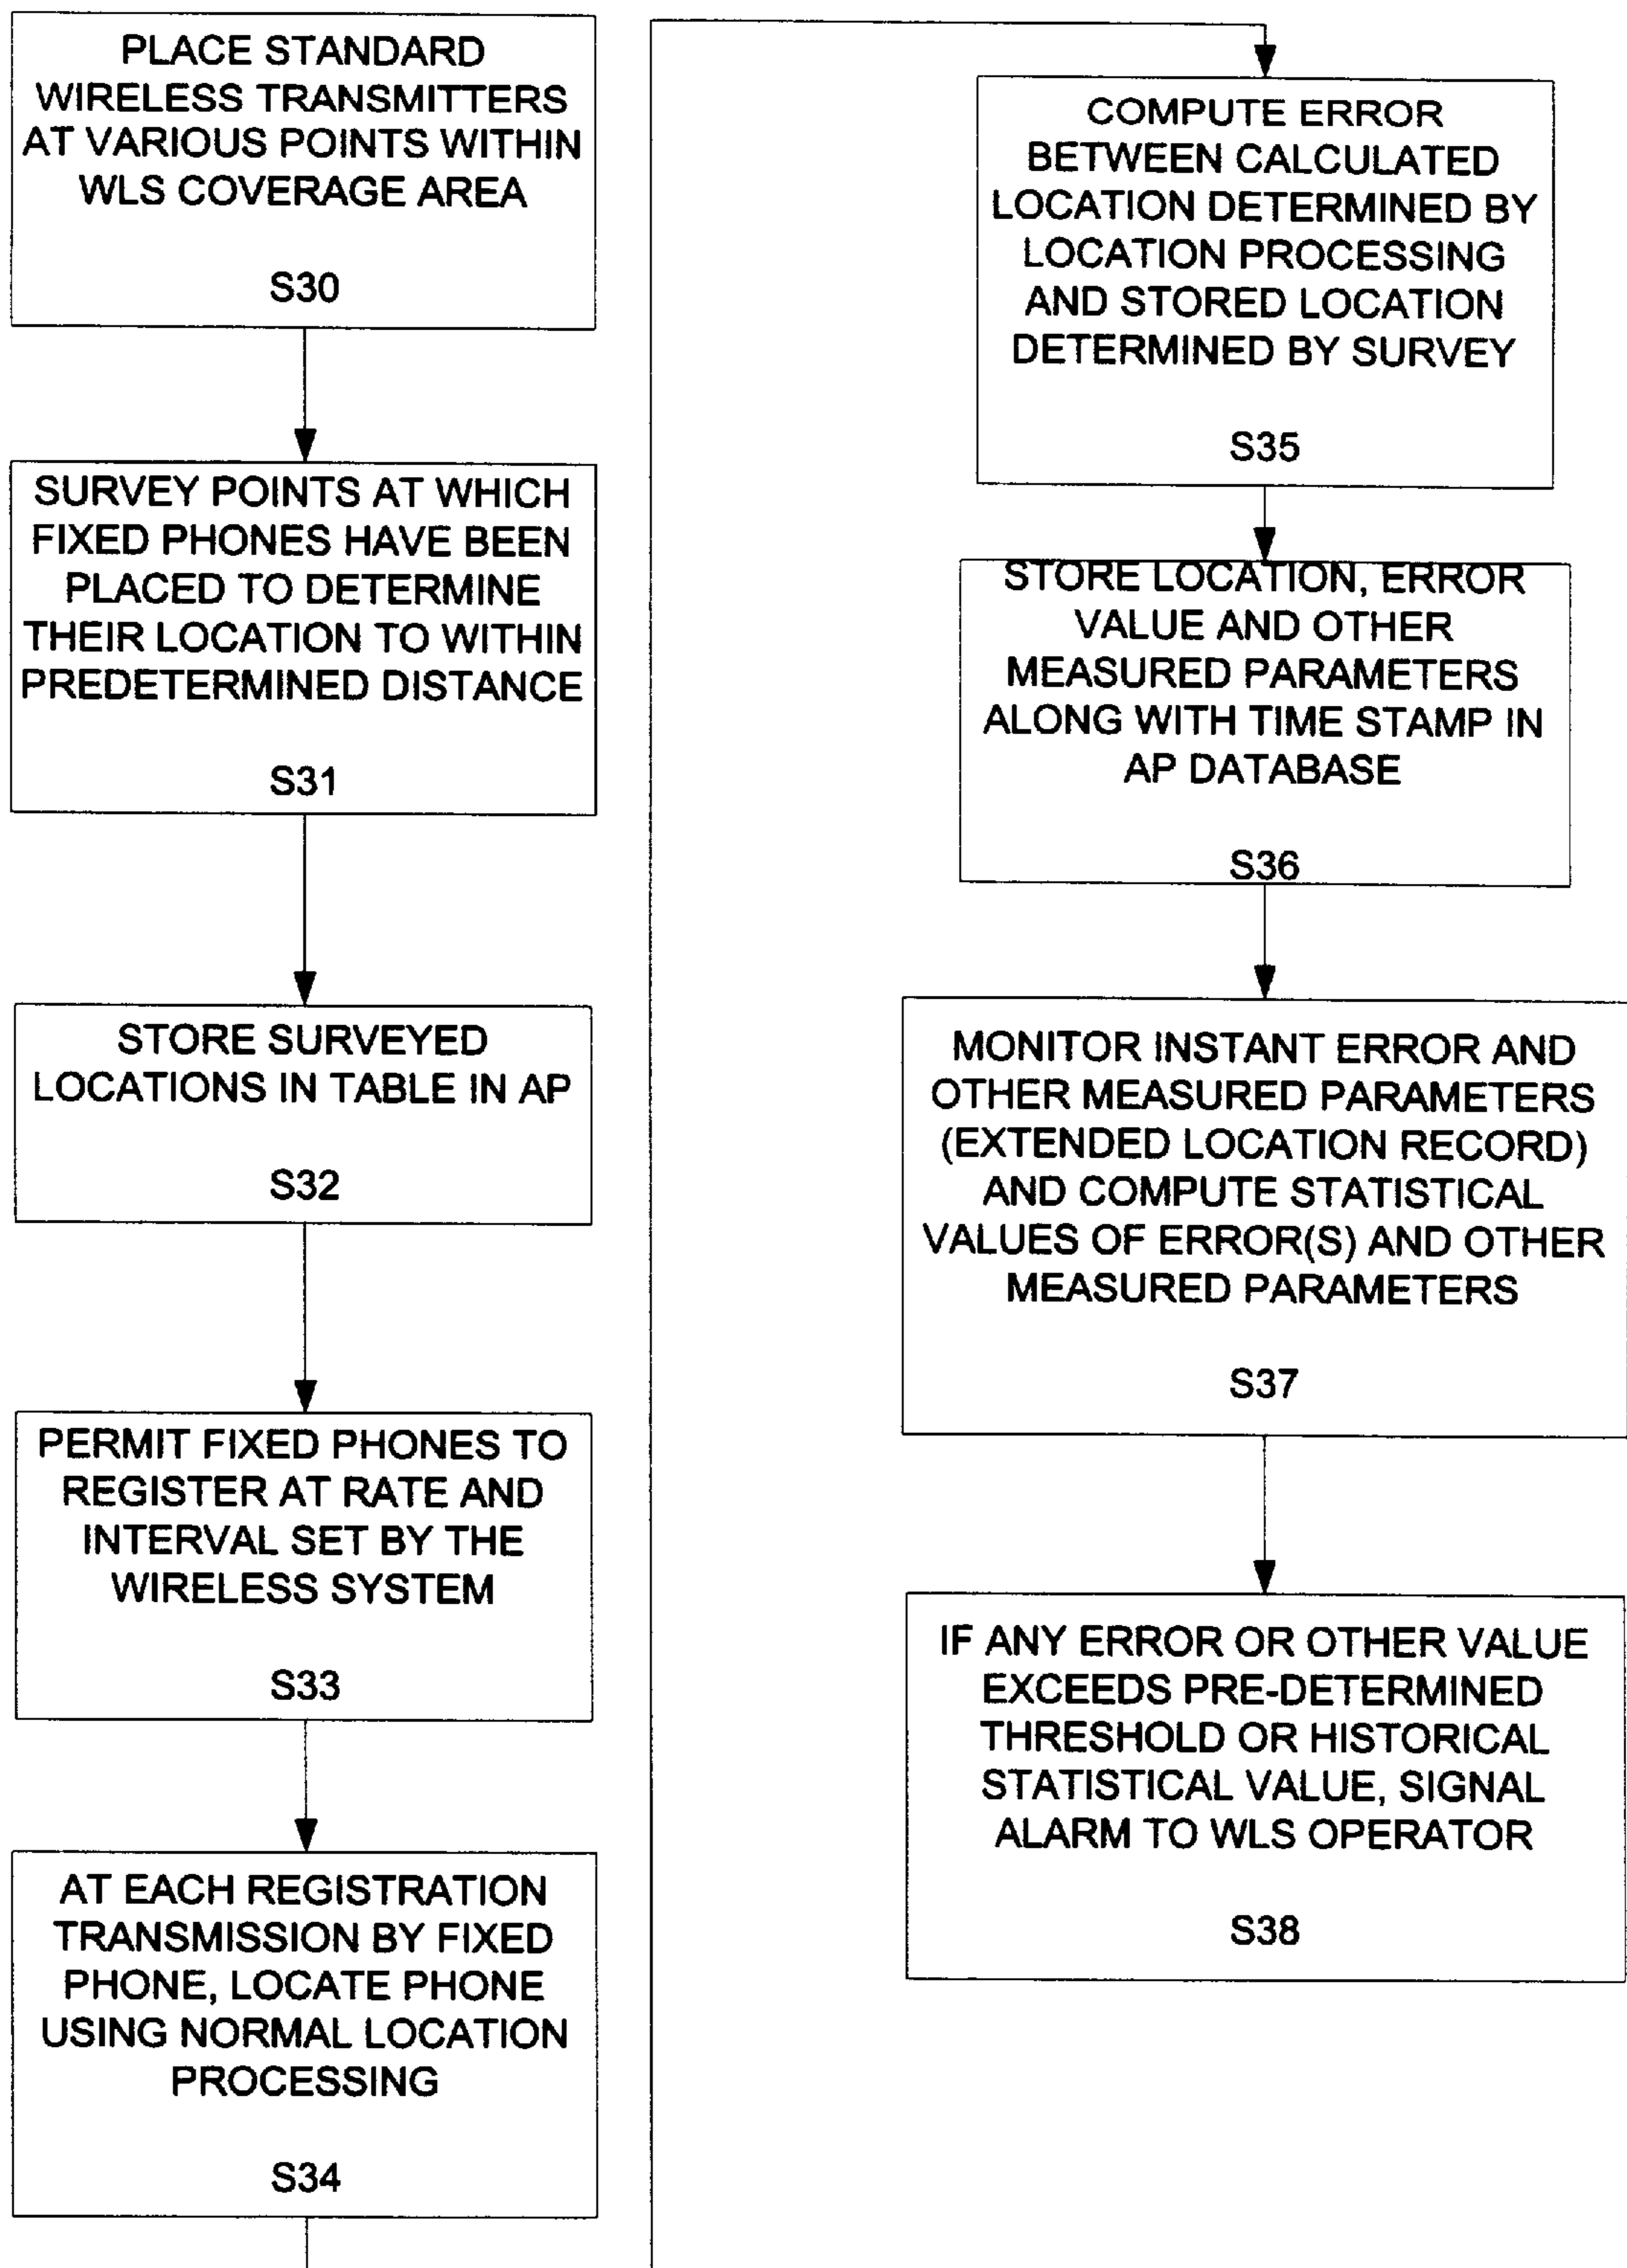 PLACE STANDARD
WIRELESS TRANSMITTERS
AT VARIOUS POINTS WITHIN
WLS COVERAGE AREA
S30
SURVEY POINTS AT WHICH
FIXED PHONES HAVE BEEN
PLACED TO DETERMINE
THEIR LOCATION TO WITHIN
PREDETERMINED DISTANCE
S31
STORE SURVEYED
LOCATIONS IN TABLE IN AP
S32
PERMIT FIXED PHONES TO
REGISTER AT RATE AND
INTERVAL SET BY THE
WIRELESS SYSTEM
S33
AT EACH REGISTRATION
TRANSMISSION BY FIXED
PHONE, LOCATE PHONE
USING NORMAL LOCATION
PROCESSING
S34
COMPUTE ERROR
BETWEEN CALCULATED
LOCATION DETERMINED BY
LOCATION PROCESSING
AND STORED LOCATION
DETERMINED BY SURVEY
S35
STORE LOCATION, ERROR
VALUE AND OTHER
MEASURED PARAMETERS
ALONG WITH TIME STAMP IN
AP DATABASE
S36
MONITOR INSTANT ERROR AND
OTHER MEASURED PARAMETERS
(EXTENDED LOCATION RECORD)
AND COMPUTE STATISTICAL
VALUES OF ERROR(S) AND OTHER
MEASURED PARAMETERS
S37
IF ANY ERROR OR OTHER VALUE
EXCEEDS PRE-DETERMINED
THRESHOLD OR HISTORICAL
STATISTICAL VALUE, SIGNAL
ALARM TO WLS OPERATOR
S38